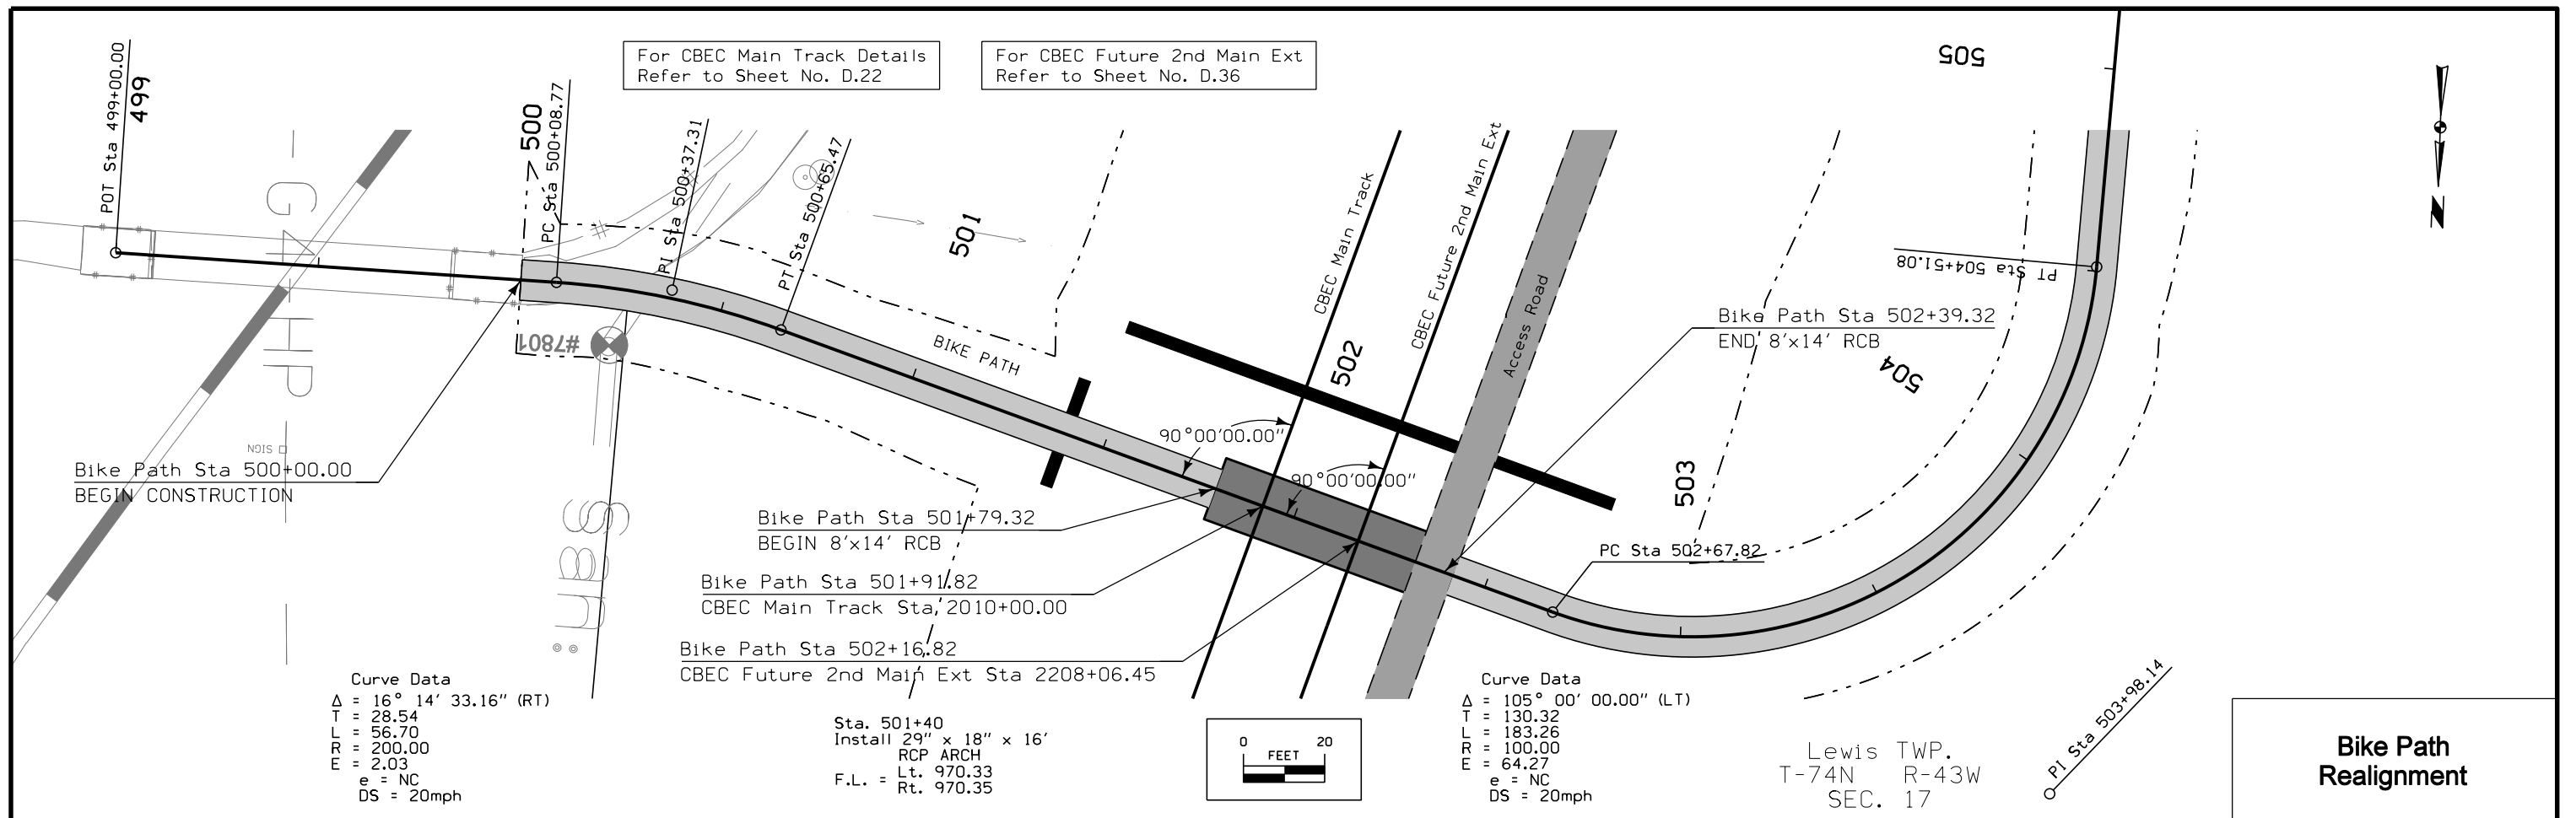 For CBEC Main Track Details
Refer to Sheet No. D.22
For CBEC Future 2nd Main Ext
Refer to Sheet No. D.36
POT Sta 499+00.00
499
500
PC Sta 500+08.77
PI Sta 500+37.31
PT Sta 500+65.47
501
502
503
504
505
CBEC Main Track
CBEC Future 2nd Main Ext
Access Road
BIKE PATH
#7801
SIGN
PT Sta 504+51.08
Bike Path Sta 502+39.32
END 8'x14' RCB
90°00'00.00"
90°00'00.00"
Bike Path Sta 500+00.00
BEGIN CONSTRUCTION
Bike Path Sta 501+79.32
BEGIN 8'x14' RCB
PC Sta 502+67.82
Bike Path Sta 501+91.82
CBEC Main Track Sta 2010+00.00
Bike Path Sta 502+16.82
CBEC Future 2nd Main Ext Sta 2208+06.45
Curve Data
Δ = 16° 14' 33.16" (RT)
T = 28.54
L = 56.70
R = 200.00
E = 2.03
e = NC
DS = 20mph
Sta. 501+40
Install 29" x 18" x 16'
RCP ARCH
F.L. = Lt. 970.33
Rt. 970.35
0 20
FEET
Curve Data
Δ = 105° 00' 00.00" (LT)
T = 130.32
L = 183.26
R = 100.00
E = 64.27
e = NC
DS = 20mph
Lewis TWP.
T-74N R-43W
SEC. 17
PI Sta 503+98.14
N
Bike Path
Realignment